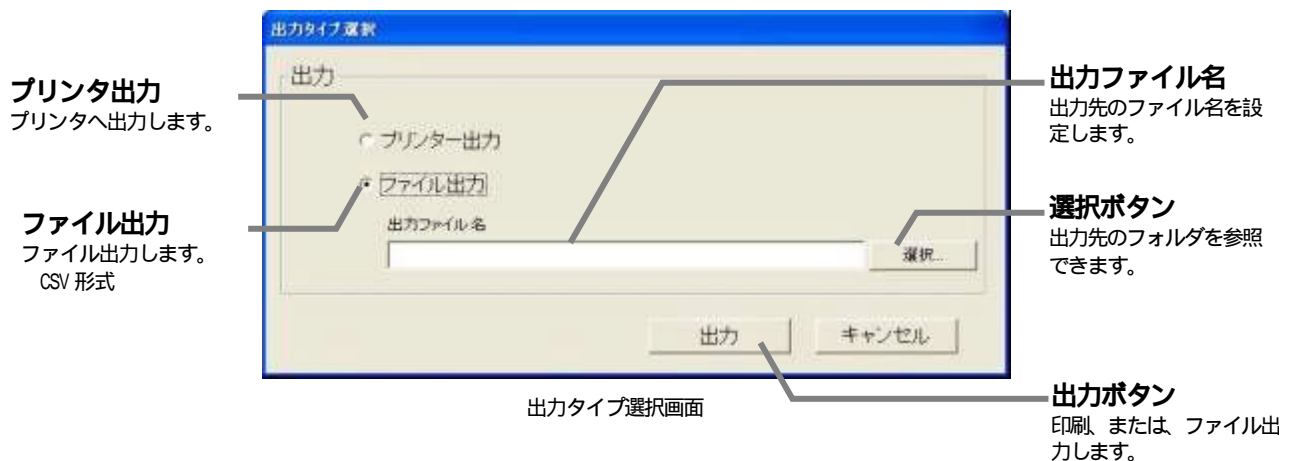 出力タイプ選択
プリンタ出力
プリンタへ出力します。
ファイル出力
ファイル出力します。
CSV 形式
出力
プリンター出力
ファイル出力
出力ファイル名
選択...
出力
キャンセル
出力ファイル名
出力先のファイル名を設
定します。
選択ボタン
出力先のフォルダを参照
できます。
出力ボタン
印刷、または、ファイル出
力します。
出力タイプ選択画面